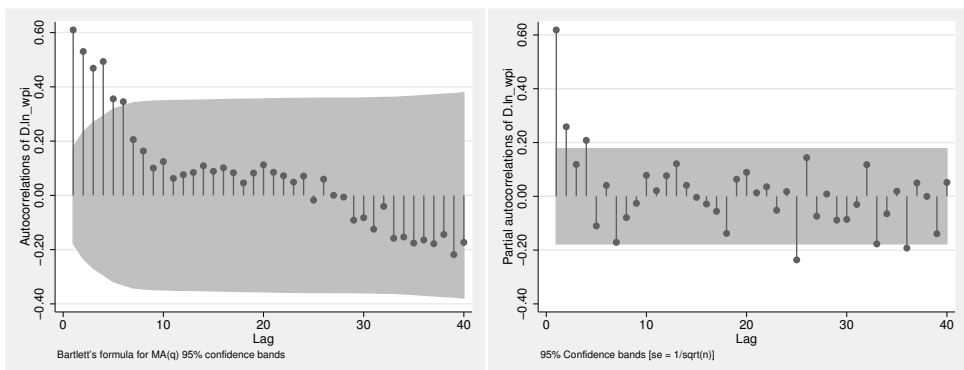 Autocorrelations of D.ln_wpi
0.60
0.40
0.20
0.00
−0.20
−0.40
0 10 20 30 40
Lag
Bartlett's formula for MA(q) 95% confidence bands
Partial autocorrelations of D.ln_wpi
0.60
0.40
0.20
0.00
−0.20
−0.40
0 10 20 30 40
Lag
95% Confidence bands [se = 1/sqrt(n)]